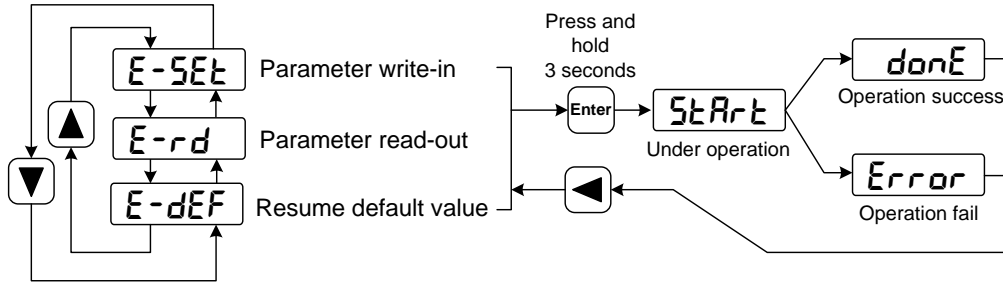 E-SEt
Parameter write-in
E-rd
Parameter read-out
E-dEF
Resume default value
Press and
hold
3 seconds
Enter
StArt
Under operation
donE
Operation success
Error
Operation fail